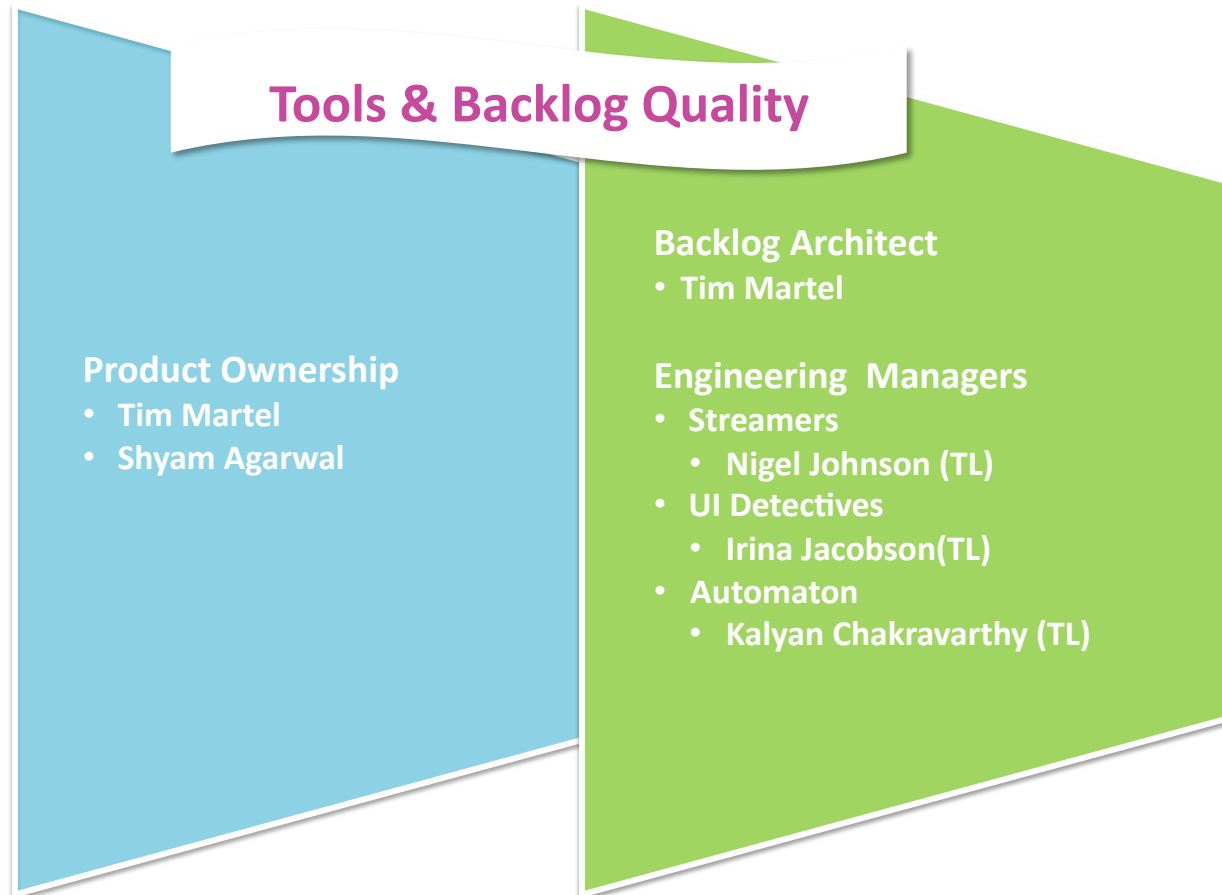 Tools & Backlog Quality
Product Ownership
• Tim Martel
• Shyam Agarwal
Backlog Architect
• Tim Martel
Engineering  Managers
• Streamers
• Nigel Johnson (TL)
• UI Detectives
• Irina Jacobson(TL)
• Automaton
• Kalyan Chakravarthy (TL)